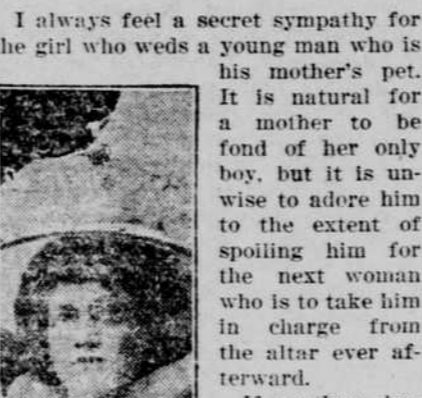 I always feel a secret sympathy for
he girl who weds a young man who is
his mother's pet.
It is natural for
a mother to be
fond of her only
boy, but it is un-
wise to adore him
to the extent of
spoiling him for
the next woman
who is to take him
in charge from
the altar ever af-
terward.